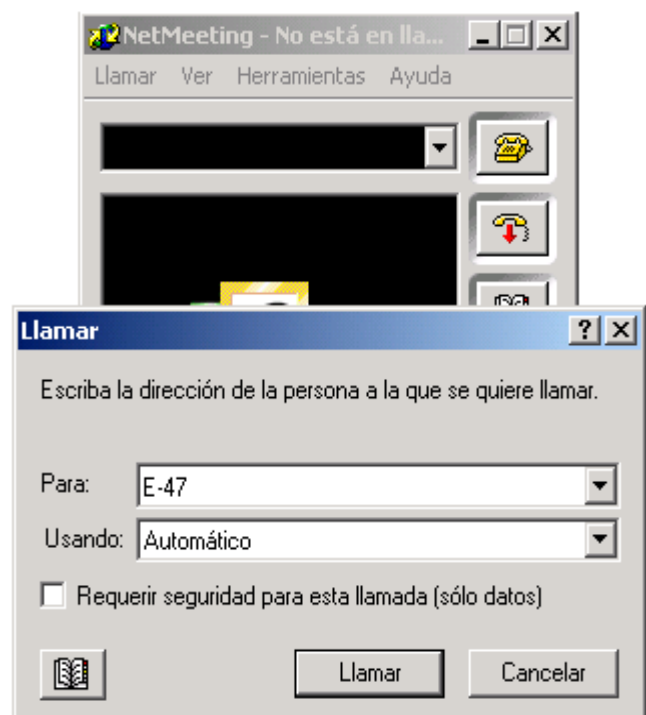 NetMeeting - No está en lla...
Llamar Ver Herramientas Ayuda
Llamar
Escriba la dirección de la persona a la que se quiere llamar.
Para: E-47
Usando: Automático
Requerir seguridad para esta llamada (sólo datos)
Llamar Cancelar